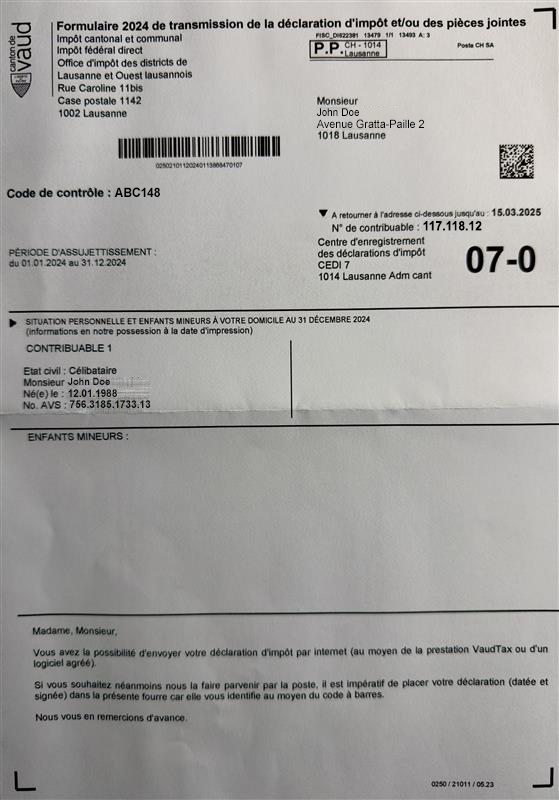 canton de
vaud
LIBERTÉ ET PATRIE
Formulaire 2024 de transmission de la déclaration d'impôt et/ou des pièces jointes
Impôt cantonal et communal
Impôt fédéral direct
Office d'impôt des districts de
Lausanne et Ouest lausannois
Rue Caroline 11bis
Case postale 1142
1002 Lausanne
FISC_DI622381 13479 1/1 13493 A: 3
P.P CH - 1014
Lausanne
Poste CH SA
Monsieur
John Doe
Avenue Gratta-Paille 2
1018 Lausanne
02502101120240113868470107
Code de contrôle : ABC148
▼ A retourner à l'adresse ci-dessous jusqu'au : 15.03.2025
N° de contribuable : 117.118.12
Centre d'enregistrement
des déclarations d'impôt
CEDI 7
1014 Lausanne Adm cant
07-0
PÉRIODE D'ASSUJETTISSEMENT :
du 01.01.2024 au 31.12.2024
▶ SITUATION PERSONNELLE ET ENFANTS MINEURS À VOTRE DOMICILE AU 31 DÉCEMBRE 2024
(informations en notre possession à la date d'impression)
CONTRIBUABLE 1
Etat civil : Célibataire
Monsieur John Doe
Né(e) le : 12.01.1988
No. AVS : 756.3185.1733.13
ENFANTS MINEURS :
Madame, Monsieur,
Vous avez la possibilité d'envoyer votre déclaration d'impôt par internet (au moyen de la prestation VaudTax ou d'un
logiciel agréé).
Si vous souhaitez néanmoins nous la faire parvenir par la poste, il est impératif de placer votre déclaration (datée et
signée) dans la présente fourre car elle vous identifie au moyen du code à barres.
Nous vous en remercions d'avance.
0250 / 21011 / 05.23